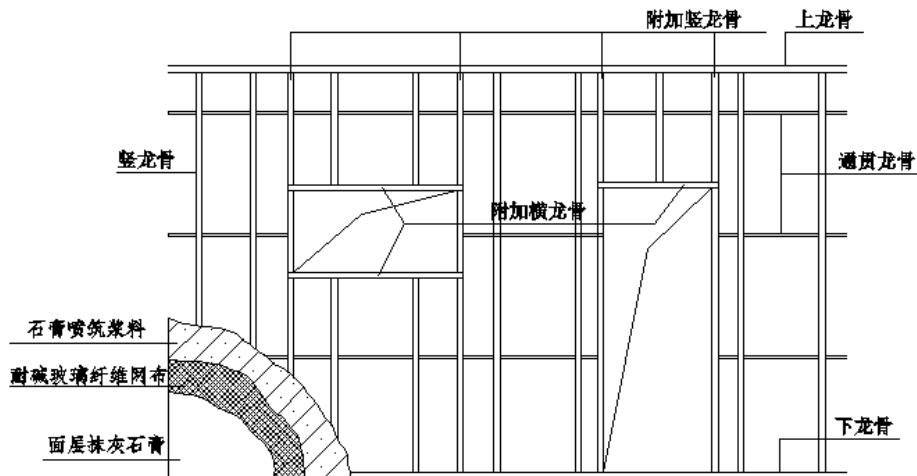 附加竖龙骨
上龙骨
竖龙骨
通贯龙骨
附加横龙骨
石膏喷筑浆料
耐碱玻璃纤维网布
面层抹灰石膏
下龙骨